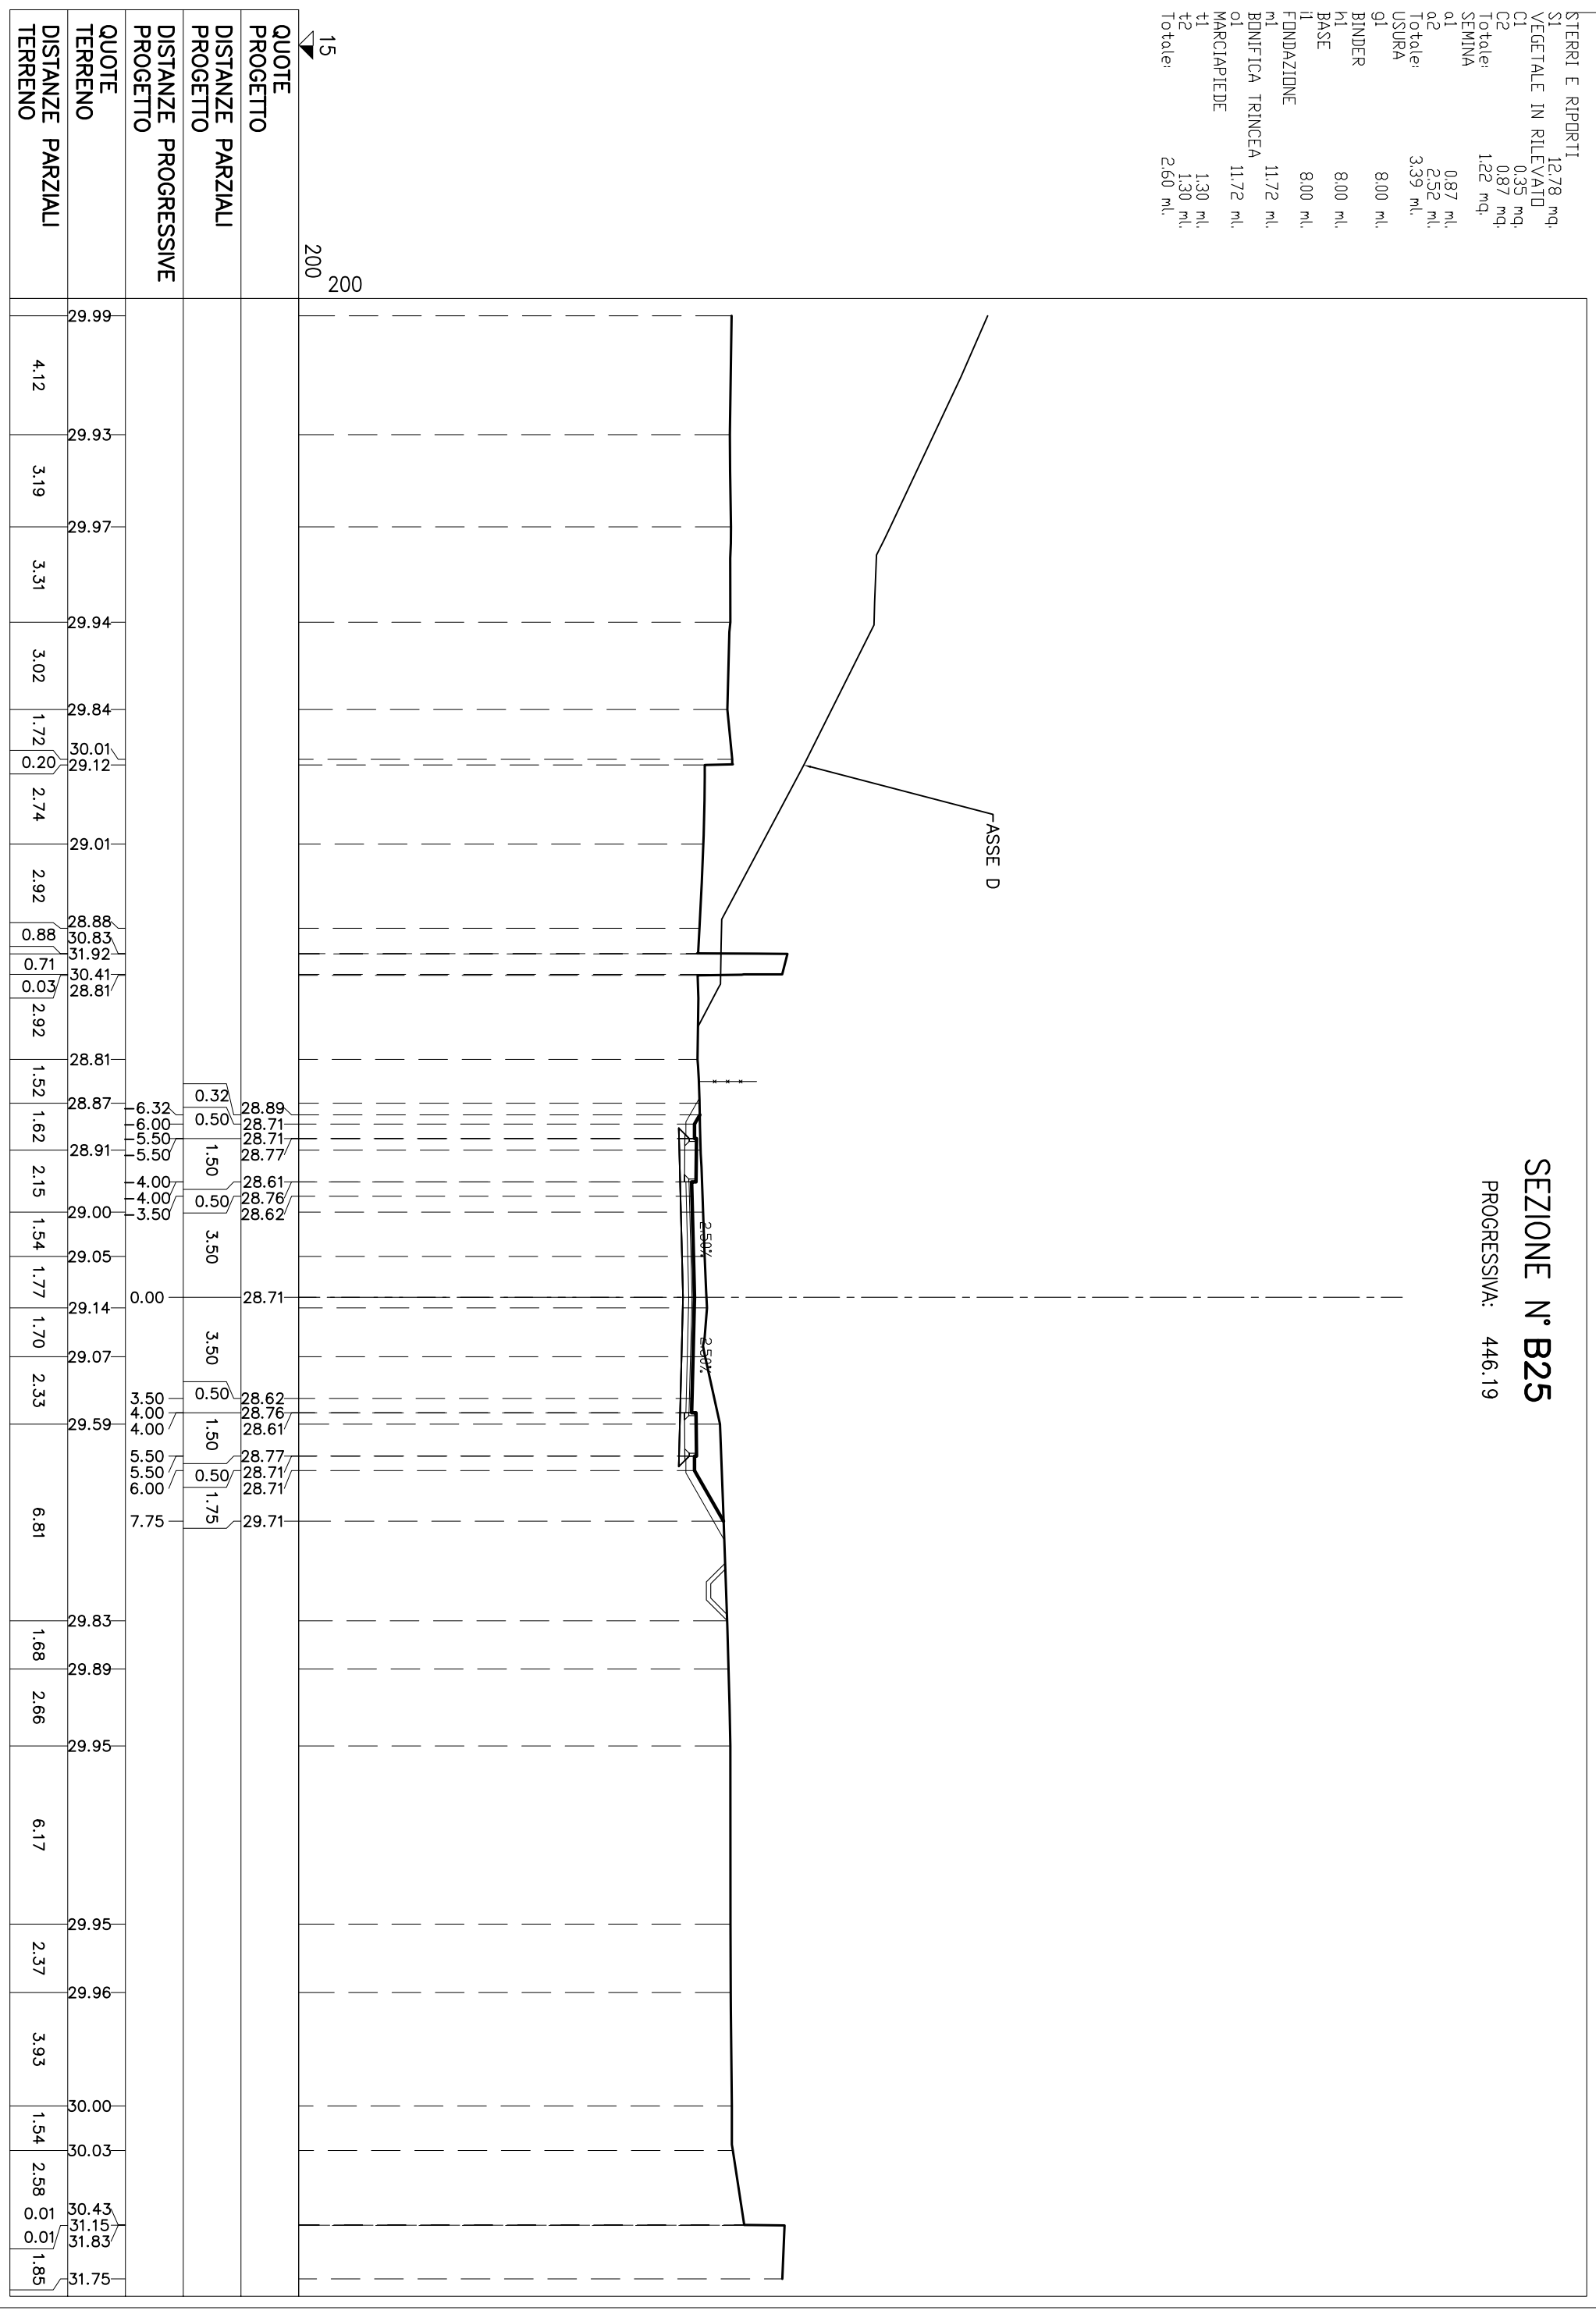 STERRI E RIPORTI
S1 12.78 mq.
VEGETALE IN RILEVATO
C1 0.35 mq.
C2 0.87 mq.
Totale: 1.22 mq.
SEMINA
a1 0.87 ml.
a2 2.52 ml.
Totale: 3.39 ml.
USURA
g1 8.00 ml.
BINDER
h1 8.00 ml.
BASE
i1 8.00 ml.
FONDAZIONE
m1 11.72 ml.
BONIFICA TRINCEA
o1 11.72 ml.
MARCIAPIEDE
t1 1.30 ml.
t2 1.30 ml.
Totale: 2.60 ml.
SEZIONE N° B25
PROGRESSIVA: 446.19
ASSE D
2.50%
2.50%
15
200
200
QUOTE PROGETTO
28.89 28.71 28.71 28.77 28.61 28.76 28.62 28.71 28.62 28.76 28.61 28.77 28.71 28.71 29.71
DISTANZE PARZIALI PROGETTO
0.32 0.50 1.50 0.50 3.50 3.50 0.50 1.50 0.50 1.75
DISTANZE PROGRESSIVE PROGETTO
-6.32 -6.00 -5.50 -5.50 -4.00 -4.00 -3.50 0.00 3.50 4.00 4.00 5.50 5.50 6.00 7.75
QUOTE TERRENO
29.99 29.93 29.97 29.94 29.84 30.01 29.12 29.01 28.88 30.83 31.92 30.41 28.81 28.81 28.87 28.91 29.00 29.05 29.14 29.07 29.59 29.83 29.89 29.95 29.95 29.96 30.00 30.03 30.43 31.15 31.83 31.75
DISTANZE PARZIALI TERRENO
4.12 3.19 3.31 3.02 1.72 0.20 2.74 2.92 0.88 0.71 0.03 2.92 1.52 1.62 2.15 1.54 1.77 1.70 2.33 6.81 1.68 2.66 6.17 2.37 3.93 1.54 2.58 0.01 0.01 1.85